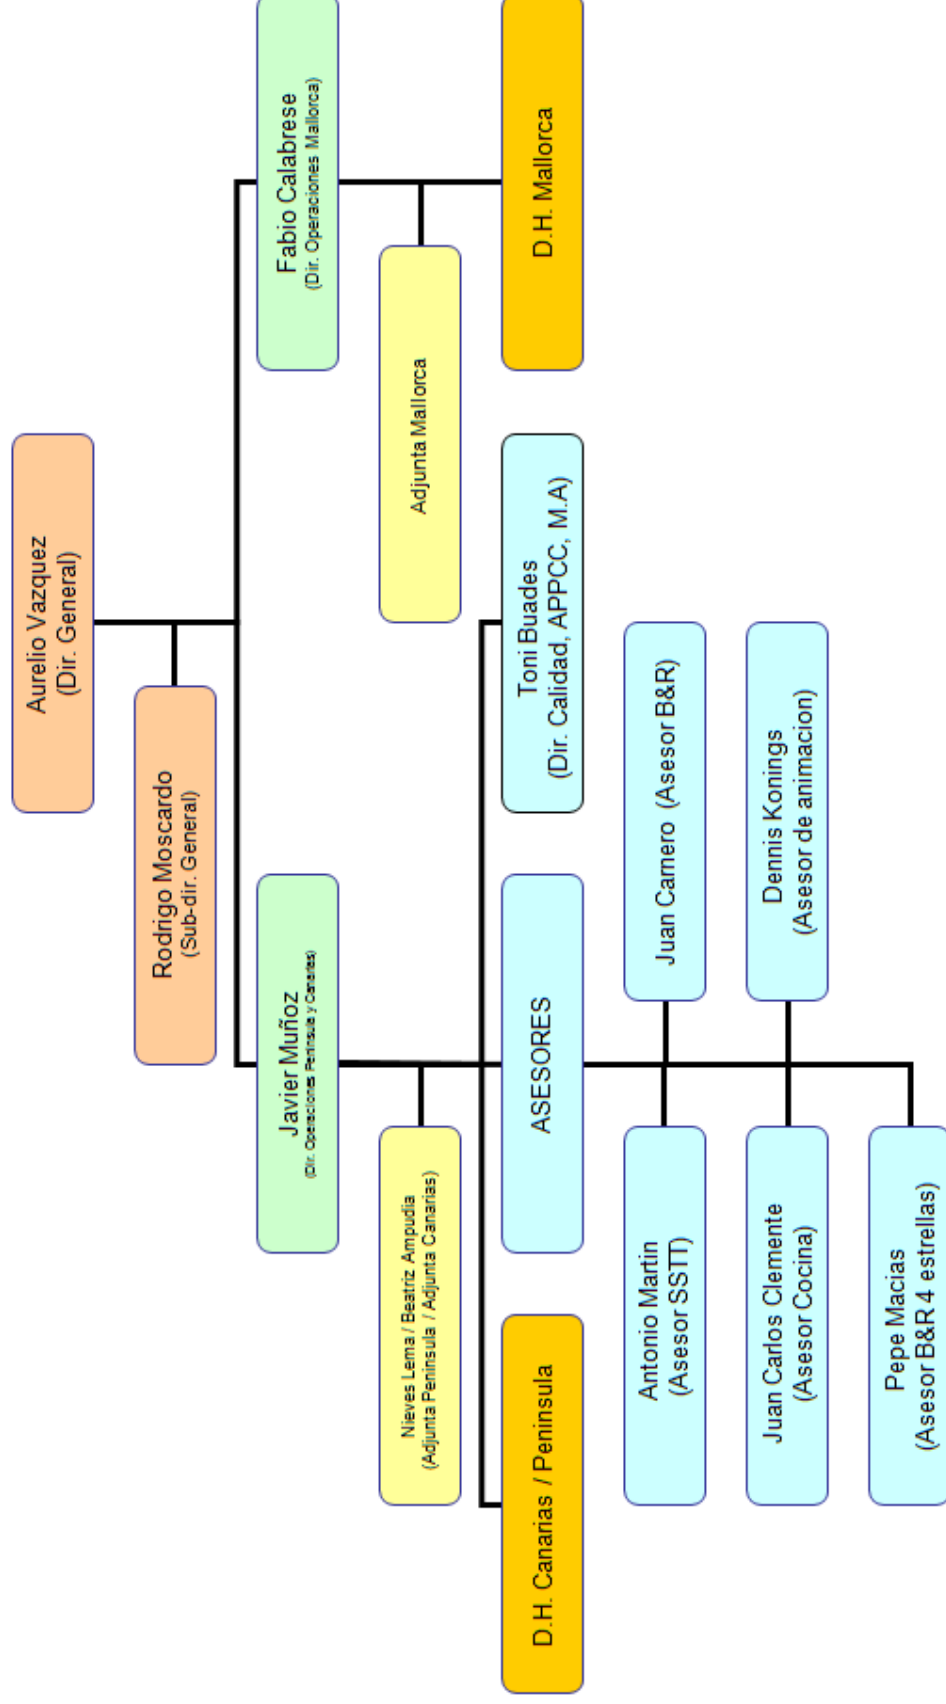 Aurelio Vazquez
(Dir. General)
Rodrigo Moscardo
(Sub-dir. General)
Javier Muñoz
(Dir. Operaciones Peninsula y Canarias)
Fabio Calabrese
(Dir. Operaciones Mallorca)
Nieves Lema / Beatriz Ampudia
(Adjunta Peninsula / Adjunta Canarias)
Adjunta Mallorca
D.H. Canarias / Peninsula
ASESORES
Toni Buades
(Dir. Calidad, APPCC, M.A)
D.H. Mallorca
Antonio Martin
(Asesor SSTT)
Juan Carnero (Asesor B&R)
Juan Carlos Clemente
(Asesor Cocina)
Dennis Konings
(Asesor de animacion)
Pepe Macias
(Asesor B&R 4 estrellas)